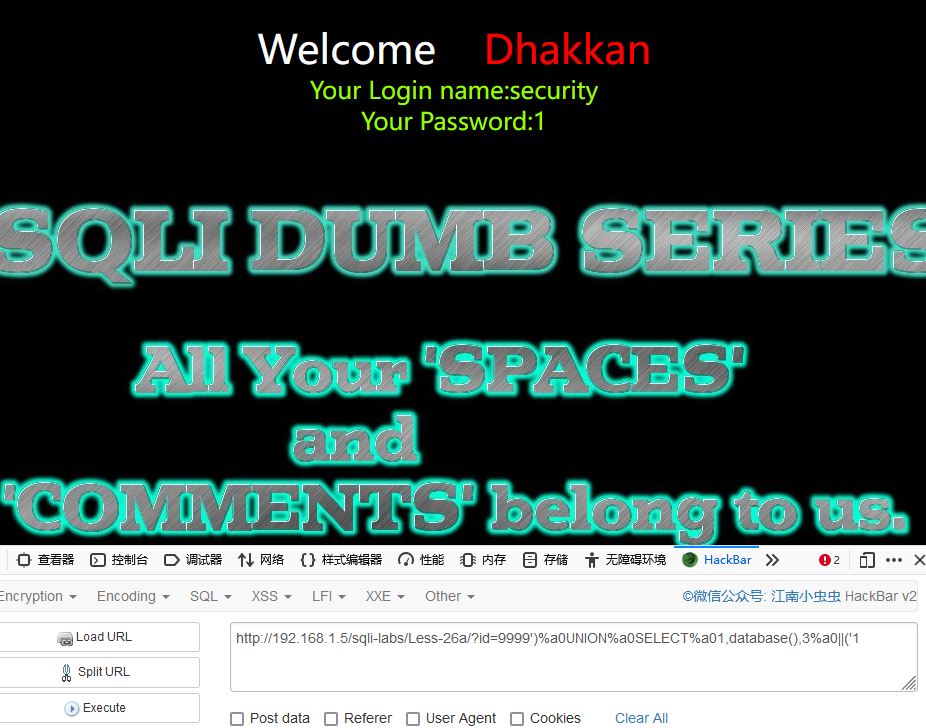 Welcome Dhakkan
Your Login name:security
Your Password:1
SQLI DUMB SERIES
All Your 'SPACES'
and
'COMMENTS' belong to us.
查看器 控制台 调试器 网络 样式编辑器 性能 内存 存储 无障碍环境 HackBar 2
Encryption Encoding SQL XSS LFI XXE Other ©微信公众号: 江南小虫虫 HackBar v2
Load URL
http://192.168.1.5/sqli-labs/Less-26a/?id=9999')%a0UNION%a0SELECT%a01,database(),3%a0||('1
Split URL
Execute
Post data Referer User Agent Cookies Clear All